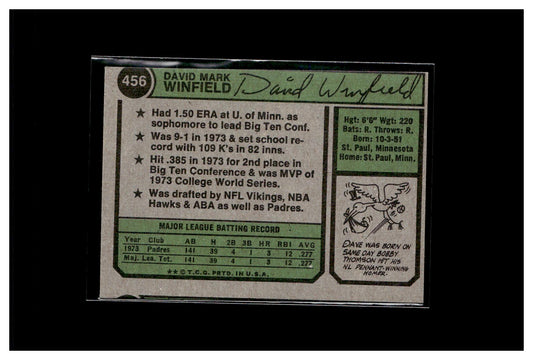 456
DAVID MARK
WINFIELD
David Winfield
★ Had 1.50 ERA at U. of Minn. as
sophomore to lead Big Ten Conf.
★ Was 9-1 in 1973 & set school re-
cord with 109 K's in 82 inns.
★ Hit .385 in 1973 for 2nd place in
Big Ten Conference & was MVP of
1973 College World Series.
★ Was drafted by NFL Vikings, NBA
Hawks & ABA as well as Padres.
MAJOR LEAGUE BATTING RECORD
Year Club AB H 2B 3B HR RBI AVG
1973 Padres 141 39 4 1 3 12 .277
Maj. Lea. Tot. 141 39 4 1 3 12 .277
★★ © T.C.G. PRTD. IN U.S.A.
Hgt: 6'6" Wgt: 220
Bats: R. Throws: R.
Born: 10-3-51
St. Paul, Minnesota
Home: St. Paul, Minn.
DAVE WAS BORN ON
SAME DAY BOBBY
THOMSON HIT HIS
NL PENNANT-WINNING
HOMER.